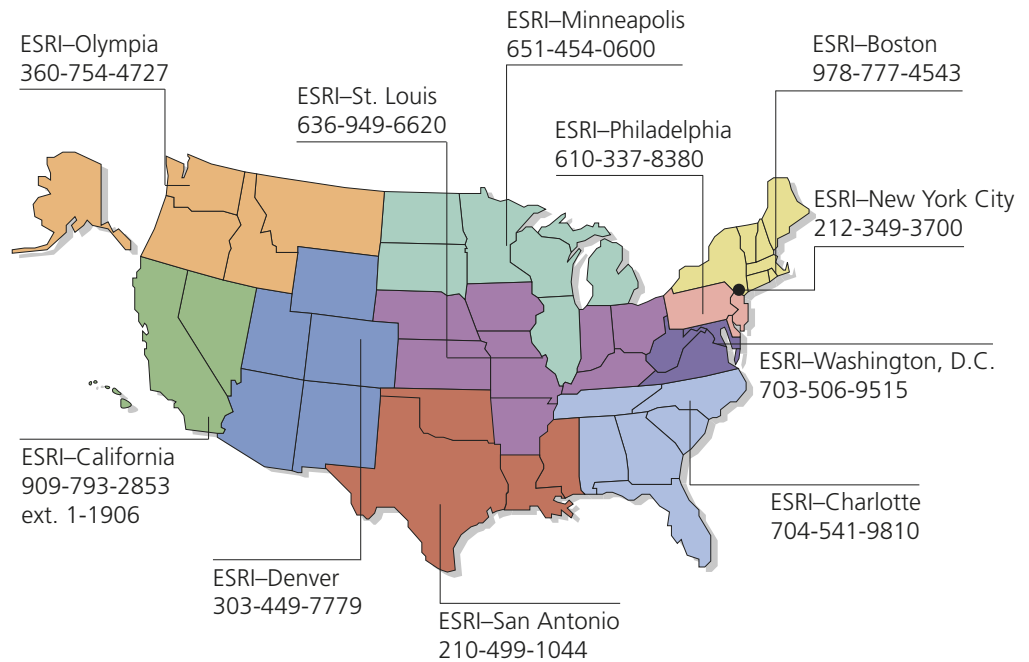 ESRI–Minneapolis
651-454-0600
ESRI–Olympia
360-754-4727
ESRI–Boston
978-777-4543
ESRI–St. Louis
636-949-6620
ESRI–Philadelphia
610-337-8380
ESRI–New York City
212-349-3700
ESRI–Washington, D.C.
703-506-9515
ESRI–California
909-793-2853
ext. 1-1906
ESRI–Charlotte
704-541-9810
ESRI–Denver
303-449-7779
ESRI–San Antonio
210-499-1044